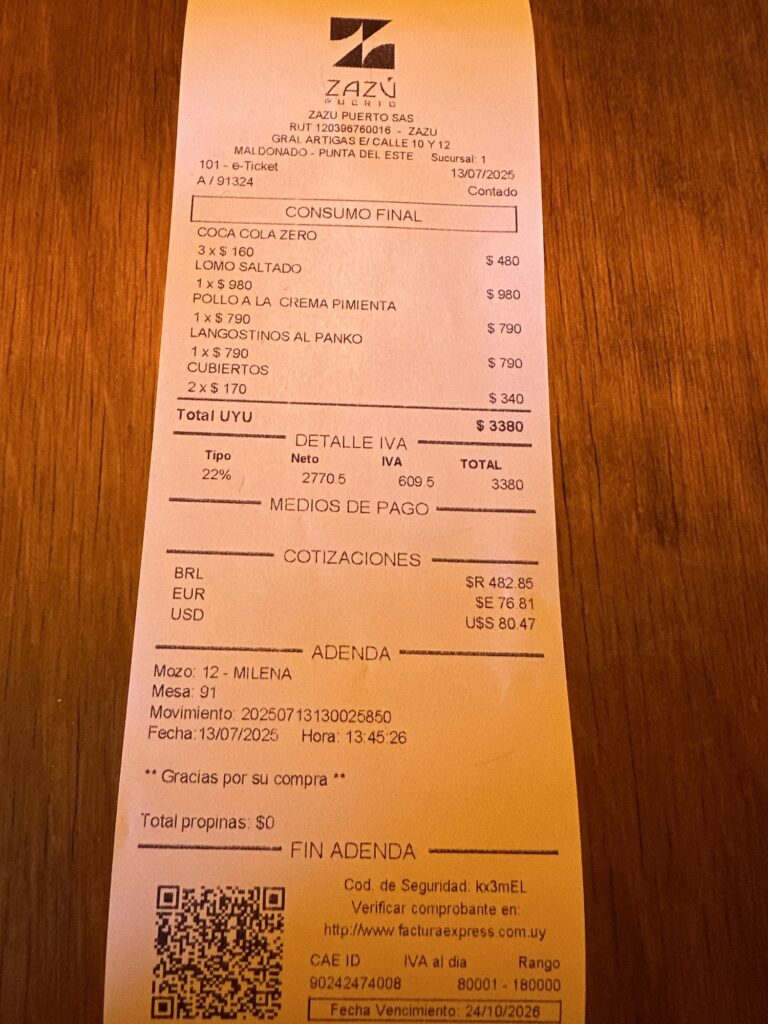 ZAZÚ
PUERTO
ZAZU PUERTO SAS
RUT 120396760016 - ZAZU
GRAL ARTIGAS E/ CALLE 10 Y 12
MALDONADO - PUNTA DEL ESTE Sucursal: 1
101 - e-Ticket 13/07/2025
A / 91324 Contado
CONSUMO FINAL
COCA COLA ZERO
3 x $ 160 $ 480
LOMO SALTADO
1 x $ 980 $ 980
POLLO A LA CREMA PIMIENTA
1 x $ 790 $ 790
LANGOSTINOS AL PANKO
1 x $ 790 $ 790
CUBIERTOS
2 x $ 170 $ 340
Total UYU $ 3380
DETALLE IVA
Tipo Neto IVA TOTAL
22% 2770.5 609.5 3380
MEDIOS DE PAGO
COTIZACIONES
BRL $R 482.85
EUR $E 76.81
USD U$S 80.47
ADENDA
Mozo: 12 - MILENA
Mesa: 91
Movimiento: 20250713130025850
Fecha:13/07/2025 Hora: 13:45:26
** Gracias por su compra **
Total propinas: $0
FIN ADENDA
Cod. de Seguridad: kx3mEL
Verificar comprobante en:
http://www.facturaexpress.com.uy
CAE ID IVA al dia Rango
90242474008 80001 - 180000
Fecha Vencimiento: 24/10/2026